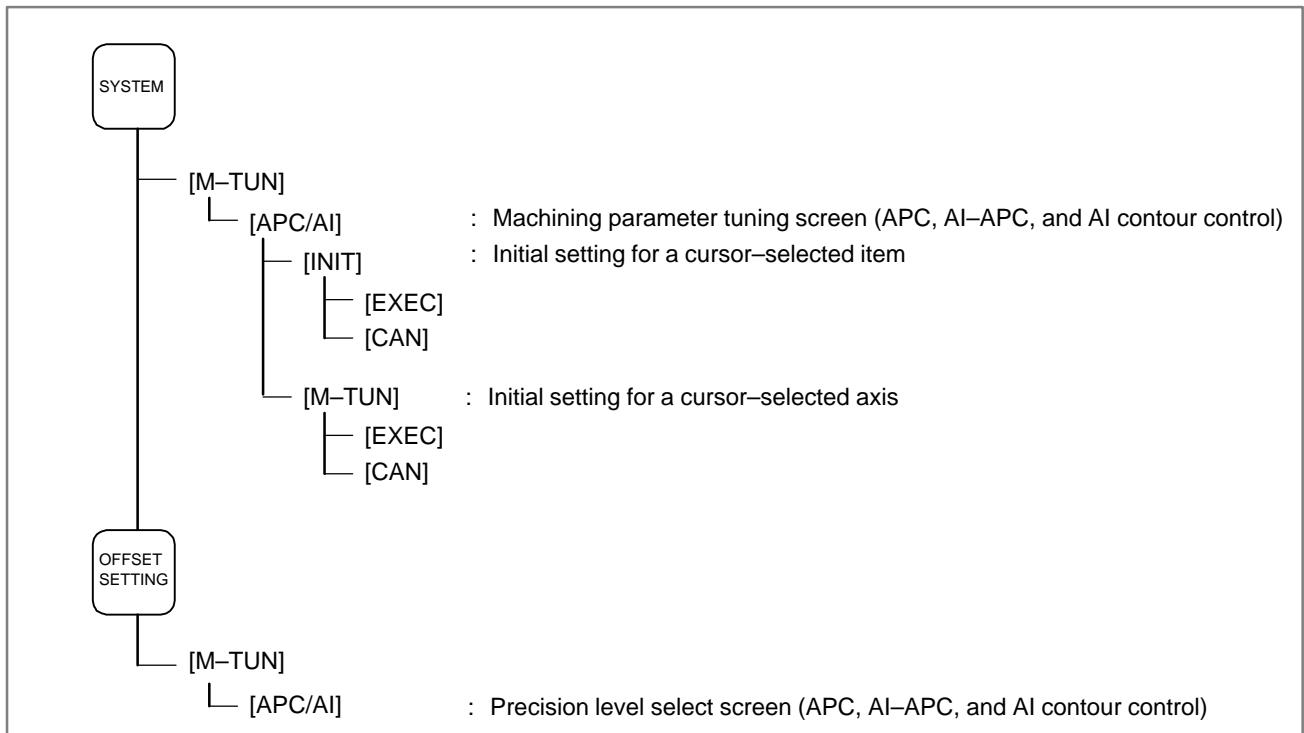 SYSTEM
[M–TUN]
[APC/AI] : Machining parameter tuning screen (APC, AI–APC, and AI contour control)
[INIT] : Initial setting for a cursor–selected item
[EXEC]
[CAN]
[M–TUN] : Initial setting for a cursor–selected axis
[EXEC]
[CAN]
OFFSET
SETTING
[M–TUN]
[APC/AI] : Precision level select screen (APC, AI–APC, and AI contour control)